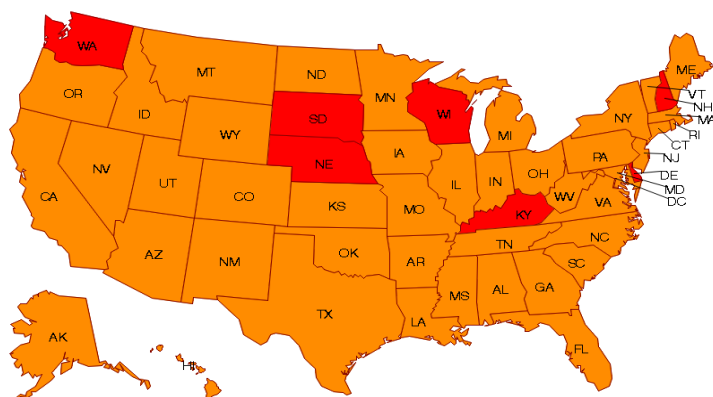 WA
MT
ND
MN
ME
VT
NH
MA
RI
CT
NY
OR
ID
SD
WI
MI
WY
IA
NE
PA
NJ
DE
MD
DC
NV
UT
CO
IL
IN
OH
WV
VA
CA
KS
MO
KY
NC
TN
AZ
NM
OK
AR
SC
MS
AL
GA
TX
LA
AK
HI
FL